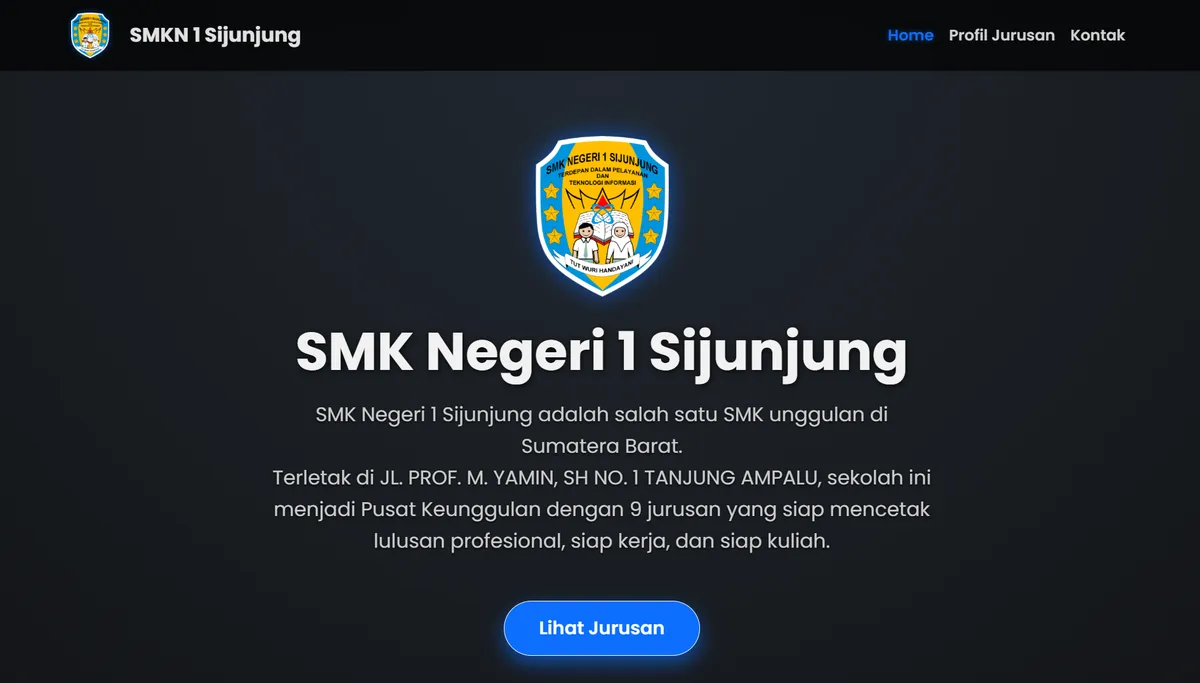 SMKN 1 Sijunjung
Home Profil Jurusan Kontak
SMK NEGERI 1 SIJUNJUNG
TERDEPAN DALAM PELAYANAN
DAN
TEKNOLOGI INFORMASI
TUT WURI HANDAYANI
SMK Negeri 1 Sijunjung
SMK Negeri 1 Sijunjung adalah salah satu SMK unggulan di
Sumatera Barat.
Terletak di JL. PROF. M. YAMIN, SH NO. 1 TANJUNG AMPALU, sekolah ini
menjadi Pusat Keunggulan dengan 9 jurusan yang siap mencetak
lulusan profesional, siap kerja, dan siap kuliah.
Lihat Jurusan